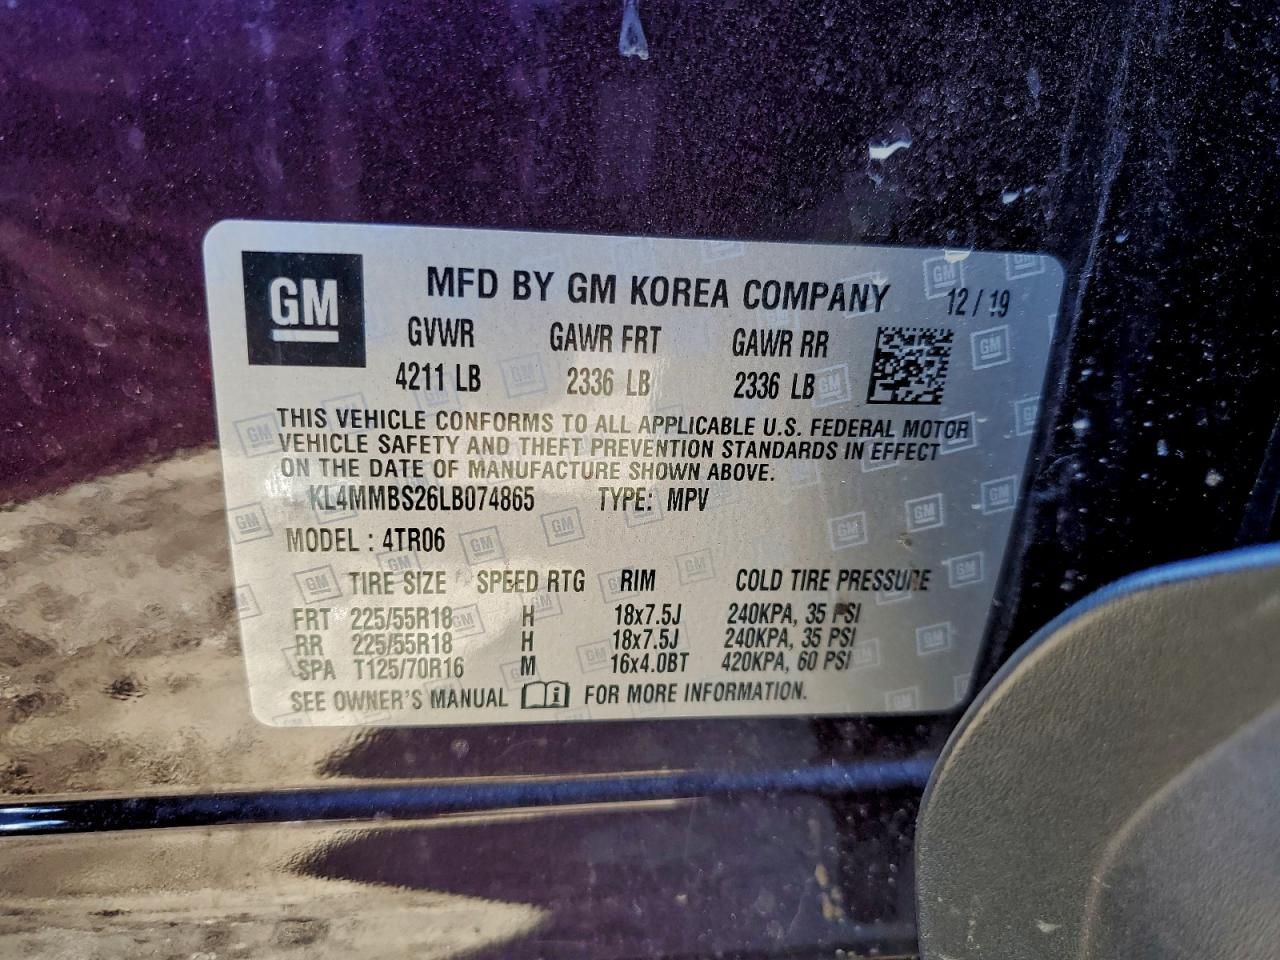 GM
MFD BY GM KOREA COMPANY 12/19
GVWR GAWR FRT GAWR RR
4211 LB 2336 LB 2336 LB
THIS VEHICLE CONFORMS TO ALL APPLICABLE U.S. FEDERAL MOTOR
VEHICLE SAFETY AND THEFT PREVENTION STANDARDS IN EFFECT
ON THE DATE OF MANUFACTURE SHOWN ABOVE.
KL4MMBS26LB074865 TYPE: MPV
MODEL : 4TR06
TIRE SIZE SPEED RTG RIM COLD TIRE PRESSURE
FRT 225/55R18 H 18x7.5J 240KPA, 35 PSI
RR 225/55R18 H 18x7.5J 240KPA, 35 PSI
SPA T125/70R16 M 16x4.0BT 420KPA, 60 PSI
SEE OWNER'S MANUAL FOR MORE INFORMATION.